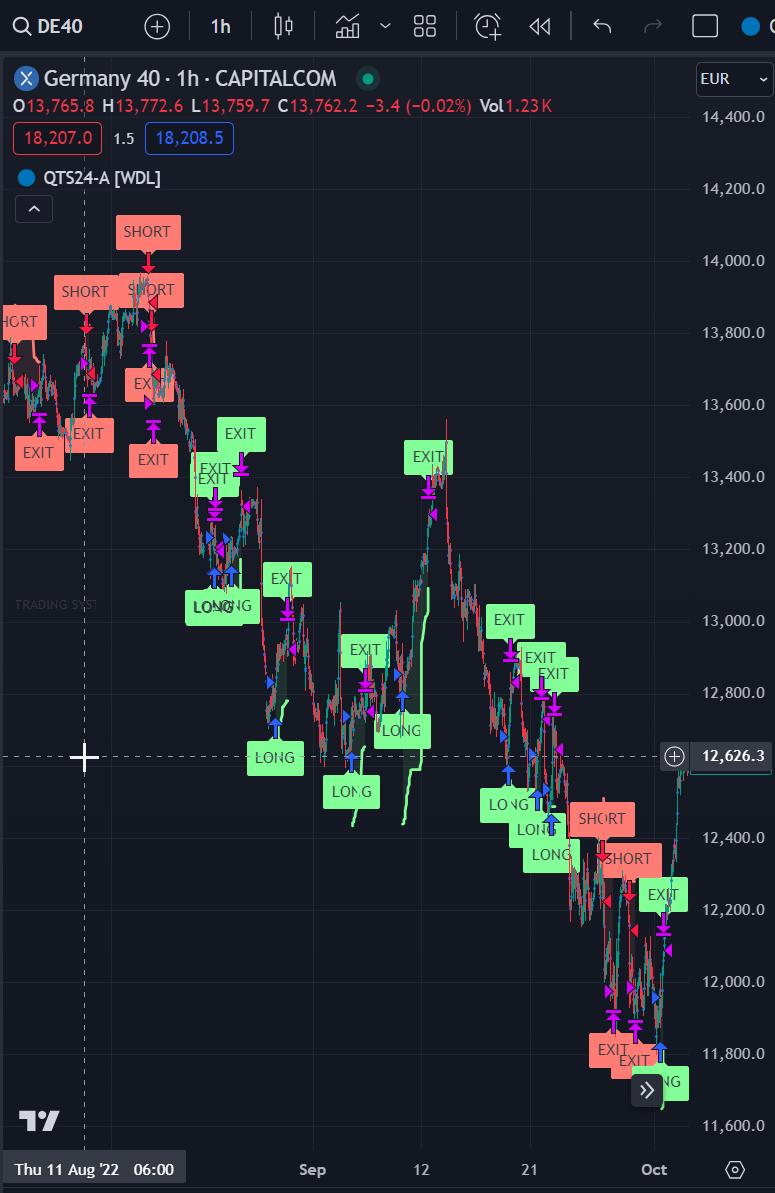 DE40 1h
Germany 40 · 1h · CAPITALCOM EUR
O13,765.8 H13,772.6 L13,759.7 C13,762.2 −3.4 (−0.02%) Vol1.23K
18,207.0 1.5 18,208.5
QTS24-A [WDL]
14,400.0
14,200.0
SHORT
14,000.0
SHORT SHORT
HORT
13,800.0
EXIT
13,600.0
EXIT EXIT
EXIT EXIT
EXIT
EXIT
EXIT
13,400.0
13,200.0
EXIT
LONG LONG
TRADING SYST
13,000.0
EXIT
EXIT
EXIT
EXIT
12,800.0
LONG
LONG
12,626.3
LONG
LONG
SHORT
LONG
12,400.0
LONG
SHORT
EXIT
12,200.0
12,000.0
EXIT
EXIT
11,800.0
NG
11,600.0
Thu 11 Aug '22 06:00 Sep 12 21 Oct